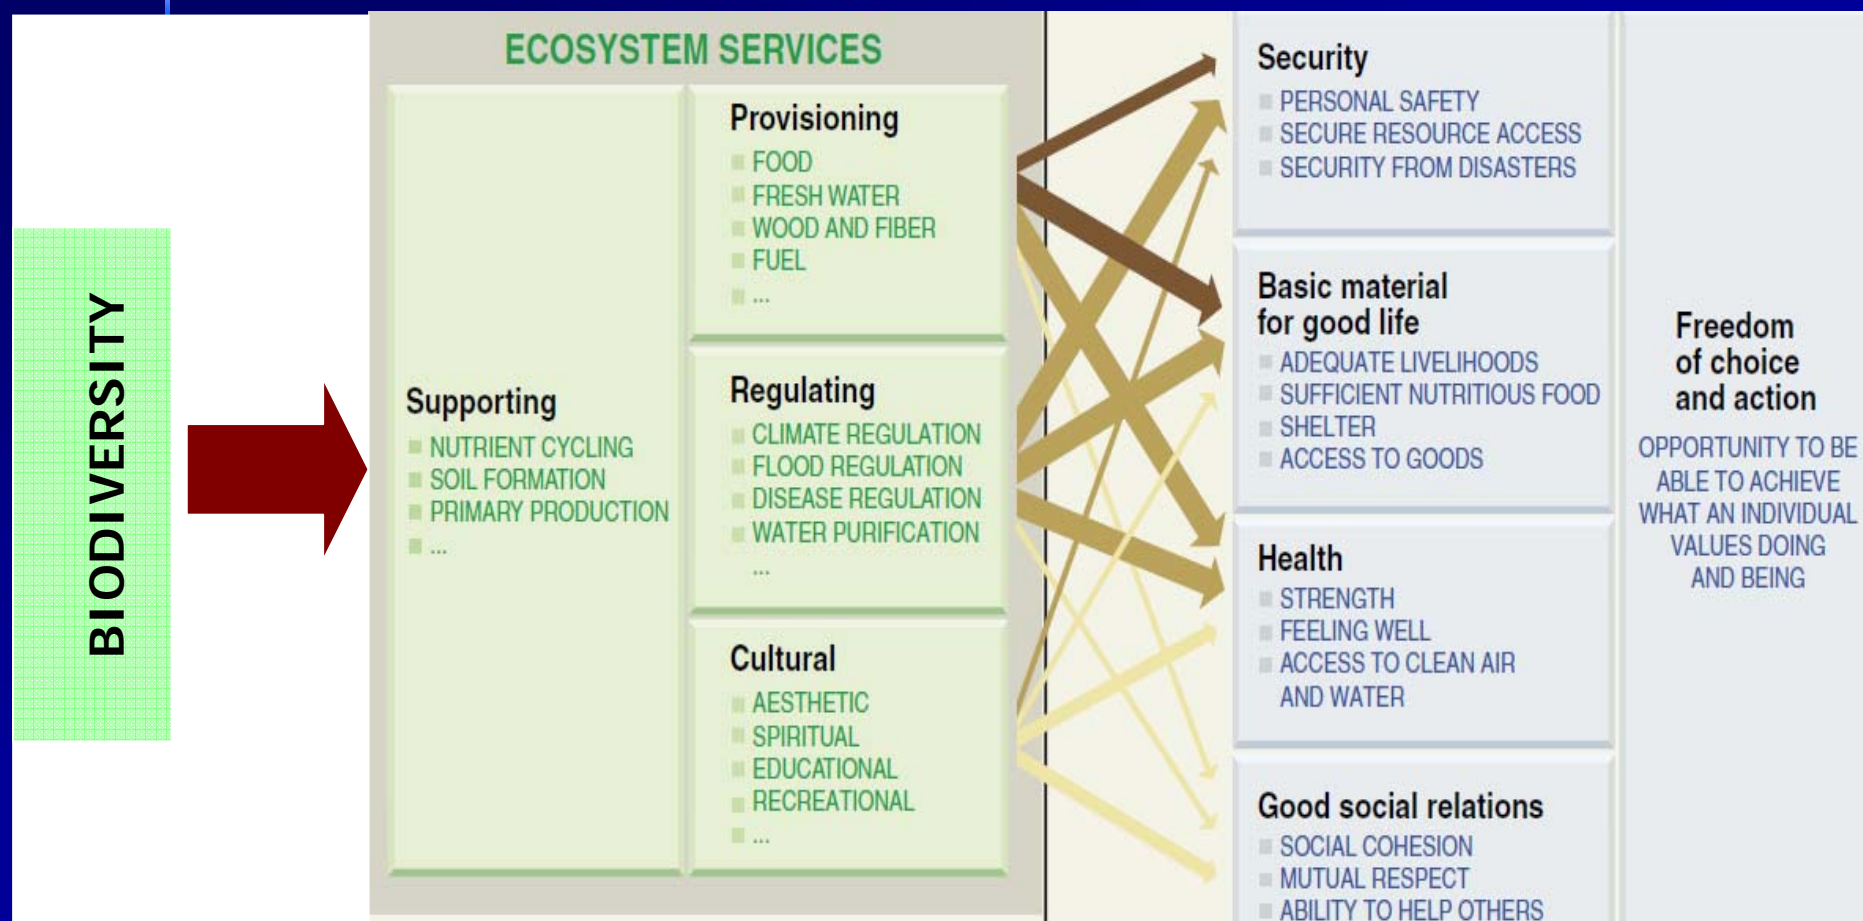 BIODIVERSITY
ECOSYSTEM SERVICES
Supporting
NUTRIENT CYCLING
SOIL FORMATION
PRIMARY PRODUCTION
...
Provisioning
FOOD
FRESH WATER
WOOD AND FIBER
FUEL
...
Regulating
CLIMATE REGULATION
FLOOD REGULATION
DISEASE REGULATION
WATER PURIFICATION
...
Cultural
AESTHETIC
SPIRITUAL
EDUCATIONAL
RECREATIONAL
...
Security
PERSONAL SAFETY
SECURE RESOURCE ACCESS
SECURITY FROM DISASTERS
Basic material
for good life
ADEQUATE LIVELIHOODS
SUFFICIENT NUTRITIOUS FOOD
SHELTER
ACCESS TO GOODS
Health
STRENGTH
FEELING WELL
ACCESS TO CLEAN AIR
AND WATER
Good social relations
SOCIAL COHESION
MUTUAL RESPECT
ABILITY TO HELP OTHERS
Freedom
of choice
and action
OPPORTUNITY TO BE
ABLE TO ACHIEVE
WHAT AN INDIVIDUAL
VALUES DOING
AND BEING